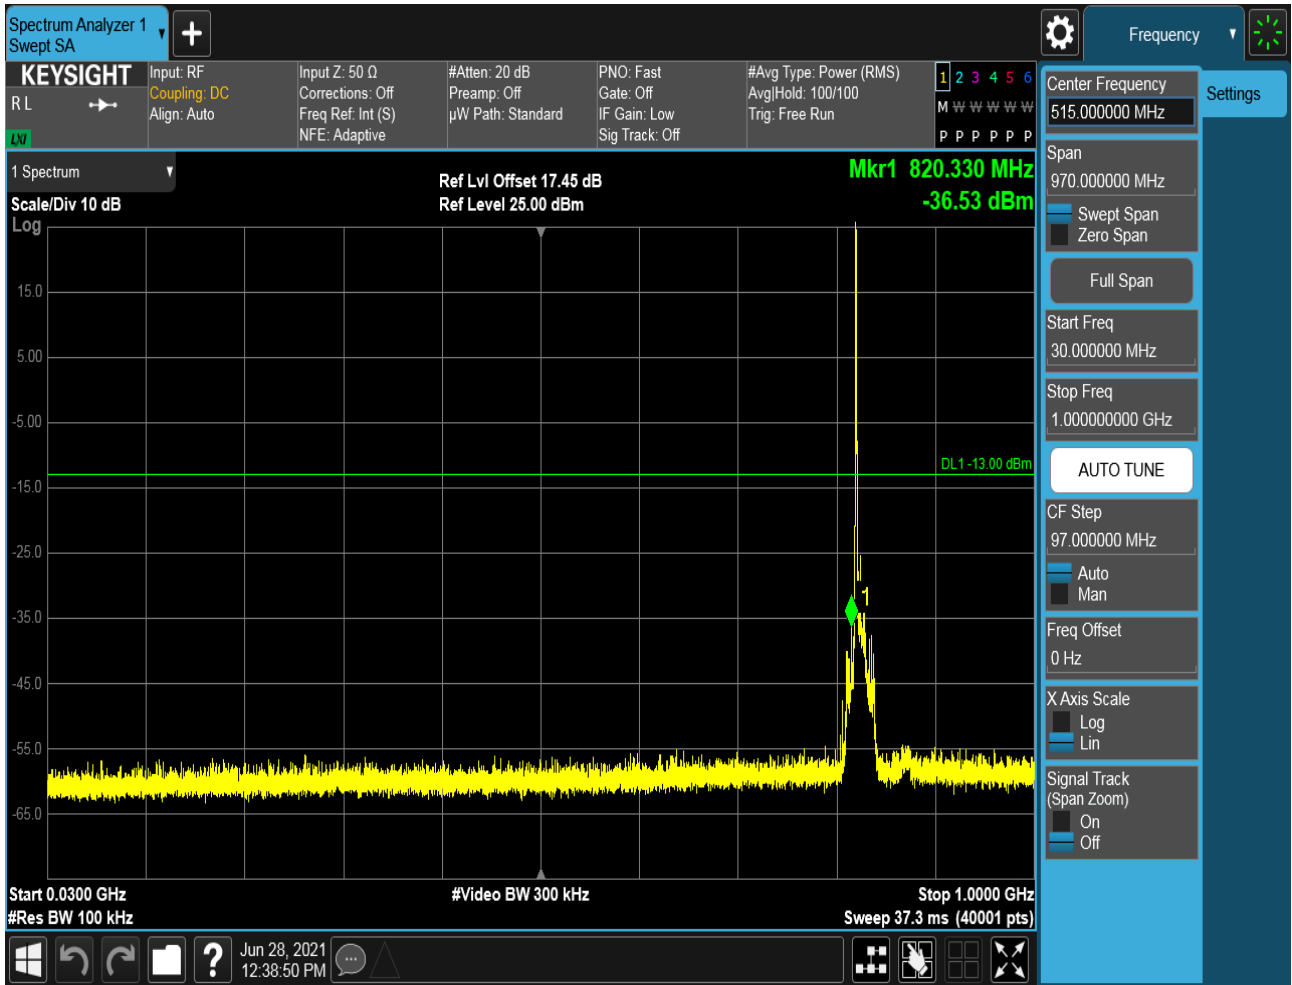 Spectrum Analyzer 1
Swept SA
Frequency
KEYSIGHT
R L
LXI
Input: RF
Coupling: DC
Align: Auto
Input Z: 50 Ω
Corrections: Off
Freq Ref: Int (S)
NFE: Adaptive
#Atten: 20 dB
Preamp: Off
µW Path: Standard
PNO: Fast
Gate: Off
IF Gain: Low
Sig Track: Off
#Avg Type: Power (RMS)
Avg|Hold: 100/100
Trig: Free Run
1 2 3 4 5 6
M W W W W W
P P P P P P
1 Spectrum
Scale/Div 10 dB
Log
Ref Lvl Offset 17.45 dB
Ref Level 25.00 dBm
Mkr1 820.330 MHz
-36.53 dBm
15.0
5.00
-5.00
DL1 -13.00 dBm
-15.0
-25.0
1
-35.0
-45.0
-55.0
-65.0
Start 0.0300 GHz
#Res BW 100 kHz
#Video BW 300 kHz
Stop 1.0000 GHz
Sweep 37.3 ms (40001 pts)
Jun 28, 2021
12:38:50 PM
Center Frequency
515.000000 MHz
Settings
Span
970.000000 MHz
Swept Span
Zero Span
Full Span
Start Freq
30.000000 MHz
Stop Freq
1.000000000 GHz
AUTO TUNE
CF Step
97.000000 MHz
Auto
Man
Freq Offset
0 Hz
X Axis Scale
Log
Lin
Signal Track
(Span Zoom)
On
Off